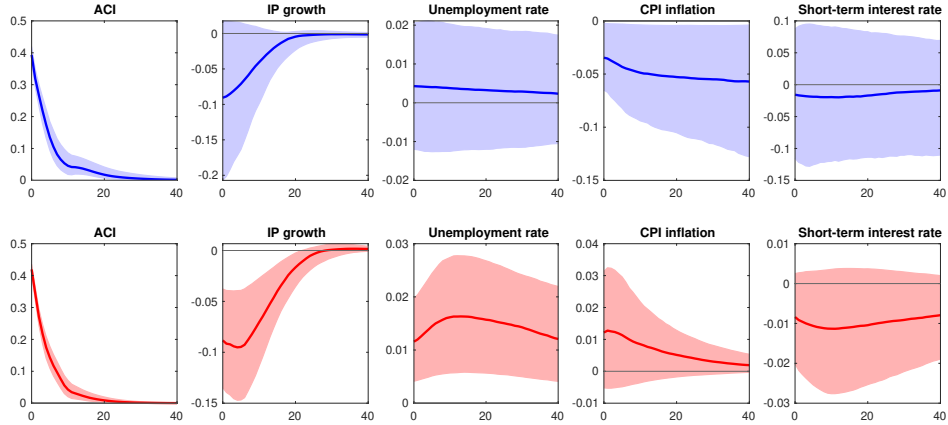 ACI IP growth Unemployment rate CPI inflation Short-term interest rate
0.5 0.4 0.3 0.2 0.1 0
0 -0.05 -0.1 -0.15 -0.2
0.02 0.01 0 -0.01 -0.02
0 -0.05 -0.1 -0.15
0.1 0.05 0 -0.05 -0.1 -0.15
0 20 40 0 20 40 0 20 40 0 20 40 0 20 40
ACI IP growth Unemployment rate CPI inflation Short-term interest rate
0.5 0.4 0.3 0.2 0.1 0
0 -0.05 -0.1 -0.15
0.03 0.02 0.01 0
0.04 0.03 0.02 0.01 0 -0.01
0.01 0 -0.01 -0.02 -0.03
0 20 40 0 20 40 0 20 40 0 20 40 0 20 40